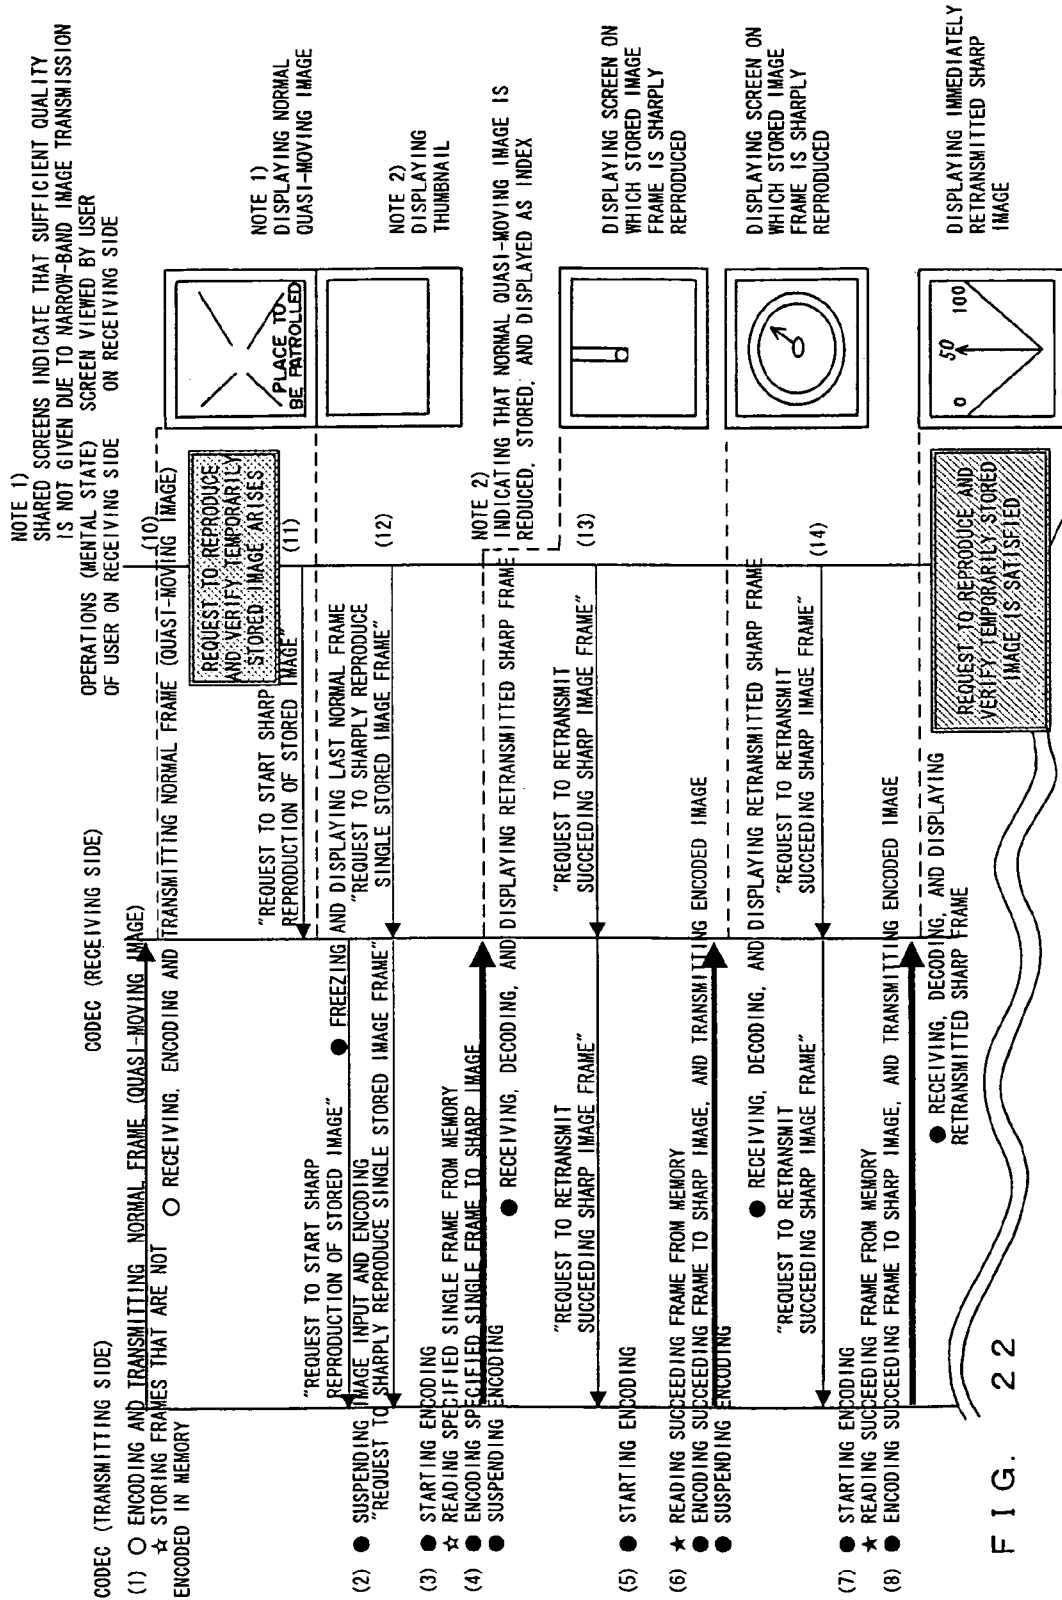 NOTE 1)
SHARED SCREENS INDICATE THAT SUFFICIENT QUALITY
IS NOT GIVEN DUE TO NARROW-BAND IMAGE TRANSMISSION
CODEC (TRANSMITTING SIDE)
CODEC (RECEIVING SIDE)
OPERATIONS (MENTAL STATE)
OF USER ON RECEIVING SIDE
SCREEN VIEWED BY USER
ON RECEIVING SIDE
(1) ○ ENCODING AND TRANSMITTING NORMAL FRAME (QUASI-MOVING IMAGE)
☆ STORING FRAMES THAT ARE NOT
ENCODED IN MEMORY
○ RECEIVING, ENCODING AND TRANSMITTING NORMAL FRAME (QUASI-MOVING IMAGE)
(10)
REQUEST TO REPRODUCE
AND VERIFY TEMPORARILY
STORED IMAGE ARISES
PLACE TO
BE PATROLLED
NOTE 1)
DISPLAYING NORMAL
QUASI-MOVING IMAGE
"REQUEST TO START SHARP
REPRODUCTION OF STORED IMAGE"
(11)
"REQUEST TO START SHARP
REPRODUCTION OF STORED IMAGE"
● FREEZING AND DISPLAYING LAST NORMAL FRAME
(2) ● SUSPENDING IMAGE INPUT AND ENCODING
"REQUEST TO SHARPLY REPRODUCE
SINGLE STORED IMAGE FRAME"
(12)
"REQUEST TO SHARPLY REPRODUCE SINGLE STORED IMAGE FRAME"
NOTE 2)
DISPLAYING
THUMBNAIL
(3) ● STARTING ENCODING
☆ READING SPECIFIED SINGLE FRAME FROM MEMORY
(4) ● ENCODING SPECIFIED SINGLE FRAME TO SHARP IMAGE
● SUSPENDING ENCODING
● RECEIVING, DECODING, AND DISPLAYING RETRANSMITTED SHARP FRAME
NOTE 2)
INDICATING THAT NORMAL QUASI-MOVING IMAGE IS
REDUCED, STORED, AND DISPLAYED AS INDEX
"REQUEST TO RETRANSMIT
SUCCEEDING SHARP IMAGE FRAME"
(13)
"REQUEST TO RETRANSMIT
SUCCEEDING SHARP IMAGE FRAME"
DISPLAYING SCREEN ON
WHICH STORED IMAGE
FRAME IS SHARPLY
REPRODUCED
(5) ● STARTING ENCODING
(6) ★ READING SUCCEEDING FRAME FROM MEMORY
● ENCODING SUCCEEDING FRAME TO SHARP IMAGE, AND TRANSMITTING ENCODED IMAGE
● SUSPENDING ENCODING
● RECEIVING, DECODING, AND DISPLAYING RETRANSMITTED SHARP FRAME
"REQUEST TO RETRANSMIT
SUCCEEDING SHARP IMAGE FRAME"
(14)
"REQUEST TO RETRANSMIT
SUCCEEDING SHARP IMAGE FRAME"
DISPLAYING SCREEN ON
WHICH STORED IMAGE
FRAME IS SHARPLY
REPRODUCED
(7) ● STARTING ENCODING
★ READING SUCCEEDING FRAME FROM MEMORY
(8) ● ENCODING SUCCEEDING FRAME TO SHARP IMAGE, AND TRANSMITTING ENCODED IMAGE
● RECEIVING, DECODING, AND DISPLAYING
RETRANSMITTED SHARP FRAME
REQUEST TO REPRODUCE AND
VERIFY TEMPORARILY STORED
IMAGE IS SATISFIED
0 50 100
DISPLAYING IMMEDIATELY
RETRANSMITTED SHARP
IMAGE
FIG. 22